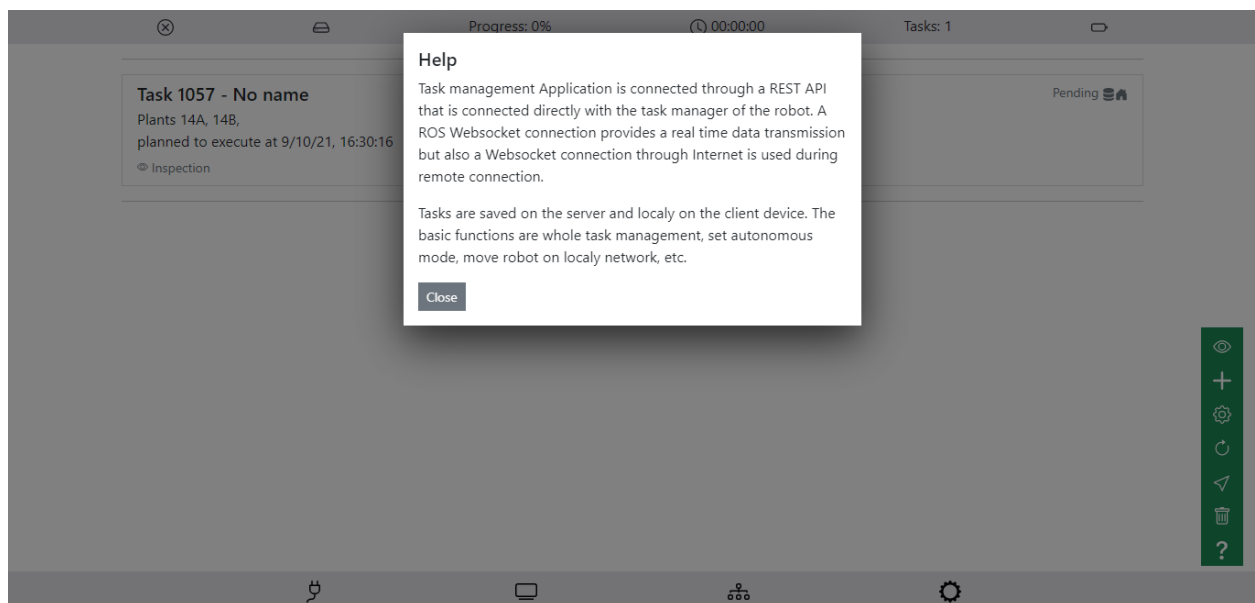 Progress: 0%
00:00:00
Tasks: 1
Help
Task management Application is connected through a REST API
that is connected directly with the task manager of the robot. A
ROS Websocket connection provides a real time data transmission
but also a Websocket connection through Internet is used during
remote connection.
Tasks are saved on the server and localy on the client device. The
basic functions are whole task management, set autonomous
mode, move robot on localy network, etc.
Close
Task 1057 - No name
Plants 14A, 14B,
planned to execute at 9/10/21, 16:30:16
Inspection
Pending
?